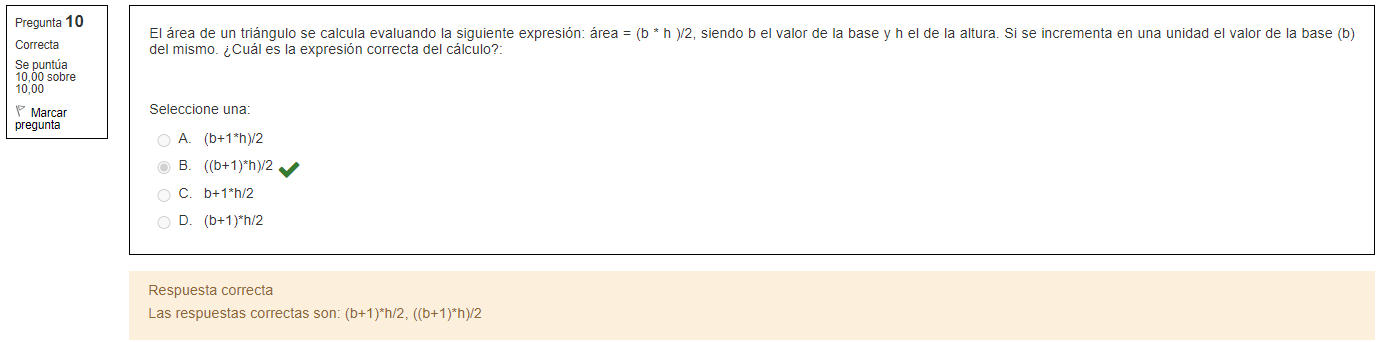 Pregunta 10
Correcta
Se puntúa
10,00 sobre
10,00
Marcar
pregunta
El área de un triángulo se calcula evaluando la siguiente expresión: área = (b * h )/2, siendo b el valor de la base y h el de la altura. Si se incrementa en una unidad el valor de la base (b)
del mismo. ¿Cuál es la expresión correcta del cálculo?:
Seleccione una:
A. (b+1*h)/2
B. ((b+1)*h)/2
C. b+1*h/2
D. (b+1)*h/2
Respuesta correcta
Las respuestas correctas son: (b+1)*h/2, ((b+1)*h)/2